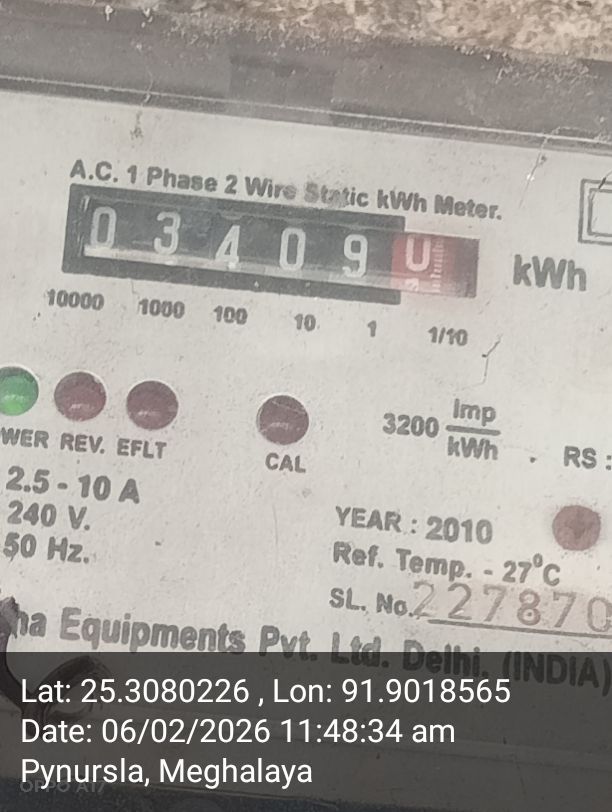 A.C. 1 Phase 2 Wire Static kWh Meter.
0 3 4 0 9 0 kWh
10000 1000 100 10 1 1/10
WER REV. EFLT
CAL
3200 imp/kWh . RS :
2.5 - 10 A
240 V.
50 Hz.
YEAR : 2010
Ref. Temp. - 27°C
SL. No. 227870
ha Equipments Pvt. Ltd. Delhi. (INDIA)
Lat: 25.3080226 , Lon: 91.9018565
Date: 06/02/2026 11:48:34 am
Pynursla, Meghalaya
OPPO A17